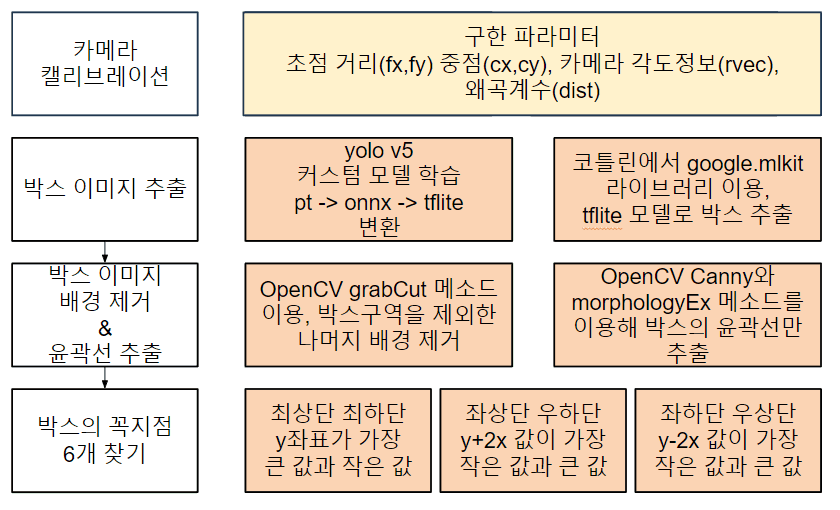 카메라
캘리브레이션
구한 파라미터
초점 거리(fx,fy) 중점(cx,cy), 카메라 각도정보(rvec),
왜곡계수(dist)
박스 이미지 추출
yolo v5
커스텀 모델 학습
pt -> onnx -> tflite
변환
코틀린에서 google.mlkit
라이브러리 이용,
tflite 모델로 박스 추출
박스 이미지
배경 제거
&
윤곽선 추출
OpenCV grabCut 메소드
이용, 박스구역을 제외한
나머지 배경 제거
OpenCV Canny와
morphologyEx 메소드를
이용해 박스의 윤곽선만
추출
박스의 꼭지점
6개 찾기
최상단 최하단
y좌표가 가장
큰 값과 작은 값
좌상단 우하단
y+2x 값이 가장
작은 값과 큰 값
좌하단 우상단
y-2x 값이 가장
작은 값과 큰 값